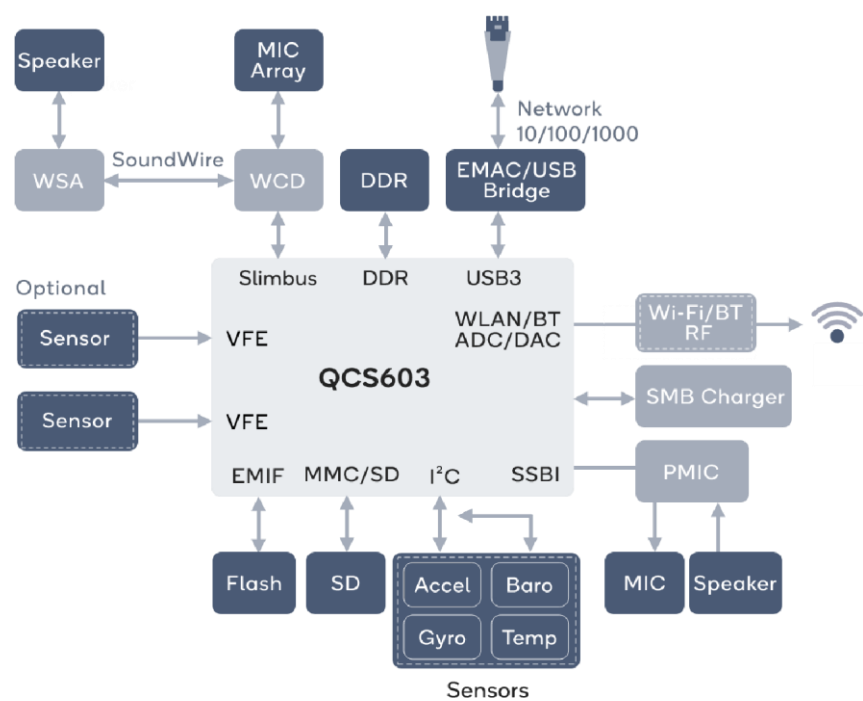 Speaker
MIC
Array
Network
10/100/1000
WSA
SoundWire
WCD
DDR
EMAC/USB
Bridge
Slimbus
DDR
USB3
Optional
Sensor
VFE
WLAN/BT
ADC/DAC
Wi-Fi/BT
RF
QCS603
SMB Charger
Sensor
VFE
EMIF
MMC/SD
I²C
SSBI
PMIC
Flash
SD
Accel
Baro
Gyro
Temp
MIC
Speaker
Sensors